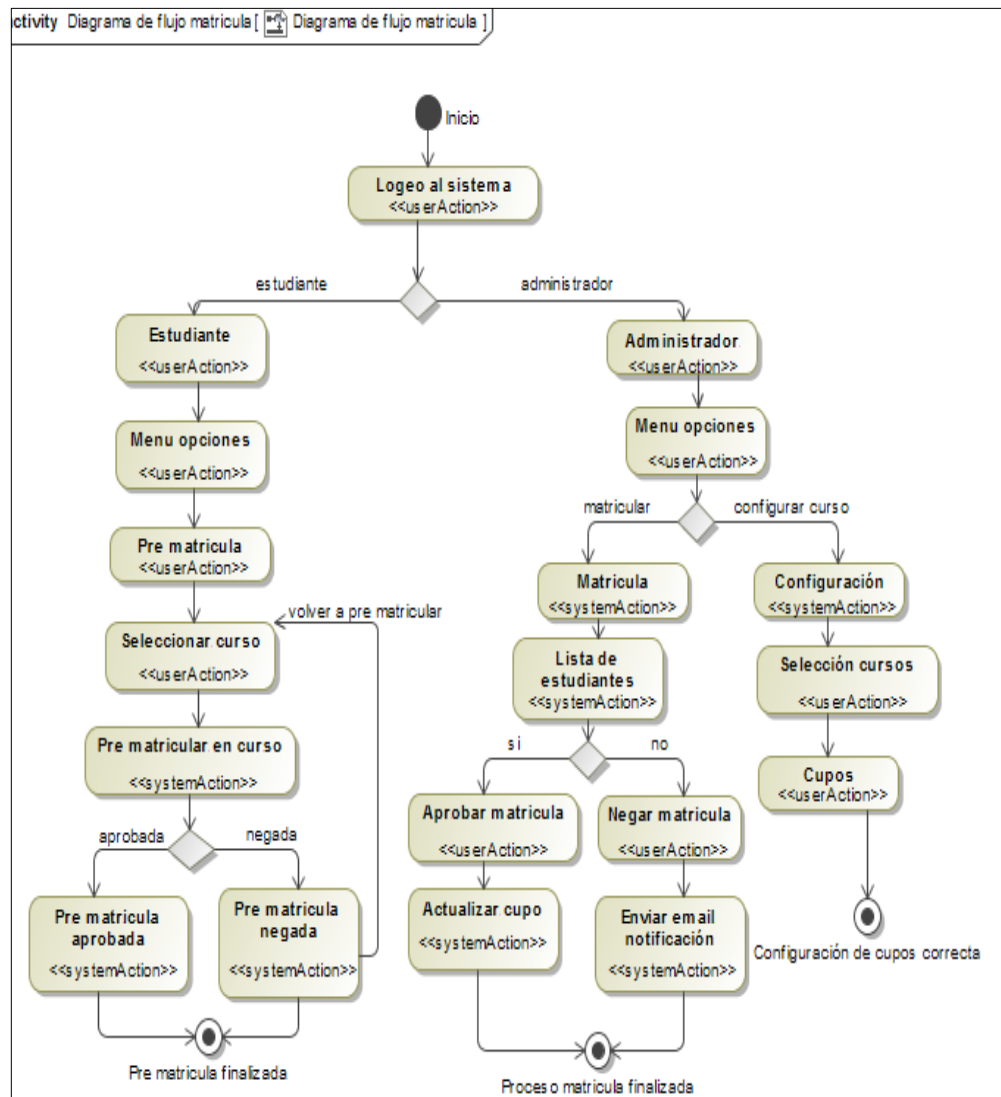 ctivity Diagrama de flujo matricula [ Diagrama de flujo matricula ]
Inicio
Logeo al sistema
<<userAction>>
estudiante
administrador
Estudiante
<<userAction>>
Administrador
<<userAction>>
Menu opciones
<<userAction>>
Menu opciones
<<userAction>>
matricular
configurar curso
Pre matricula
<<userAction>>
Matricula
<<systemAction>>
Configuración
<<systemAction>>
volver a pre matricular
Seleccionar curso
<<userAction>>
Lista de
estudiantes
<<systemAction>>
Selección cursos
<<userAction>>
Pre matricular en curso
<<systemAction>>
si
no
Cupos
<<userAction>>
aprobada
negada
Aprobar matricula
<<userAction>>
Negar matricula
<<userAction>>
Pre matricula
aprobada
<<systemAction>>
Pre matricula
negada
<<systemAction>>
Actualizar cupo
<<systemAction>>
Enviar email
notificación
<<systemAction>>
Configuración de cupos correcta
Pre matricula finalizada
Proceso matricula finalizada